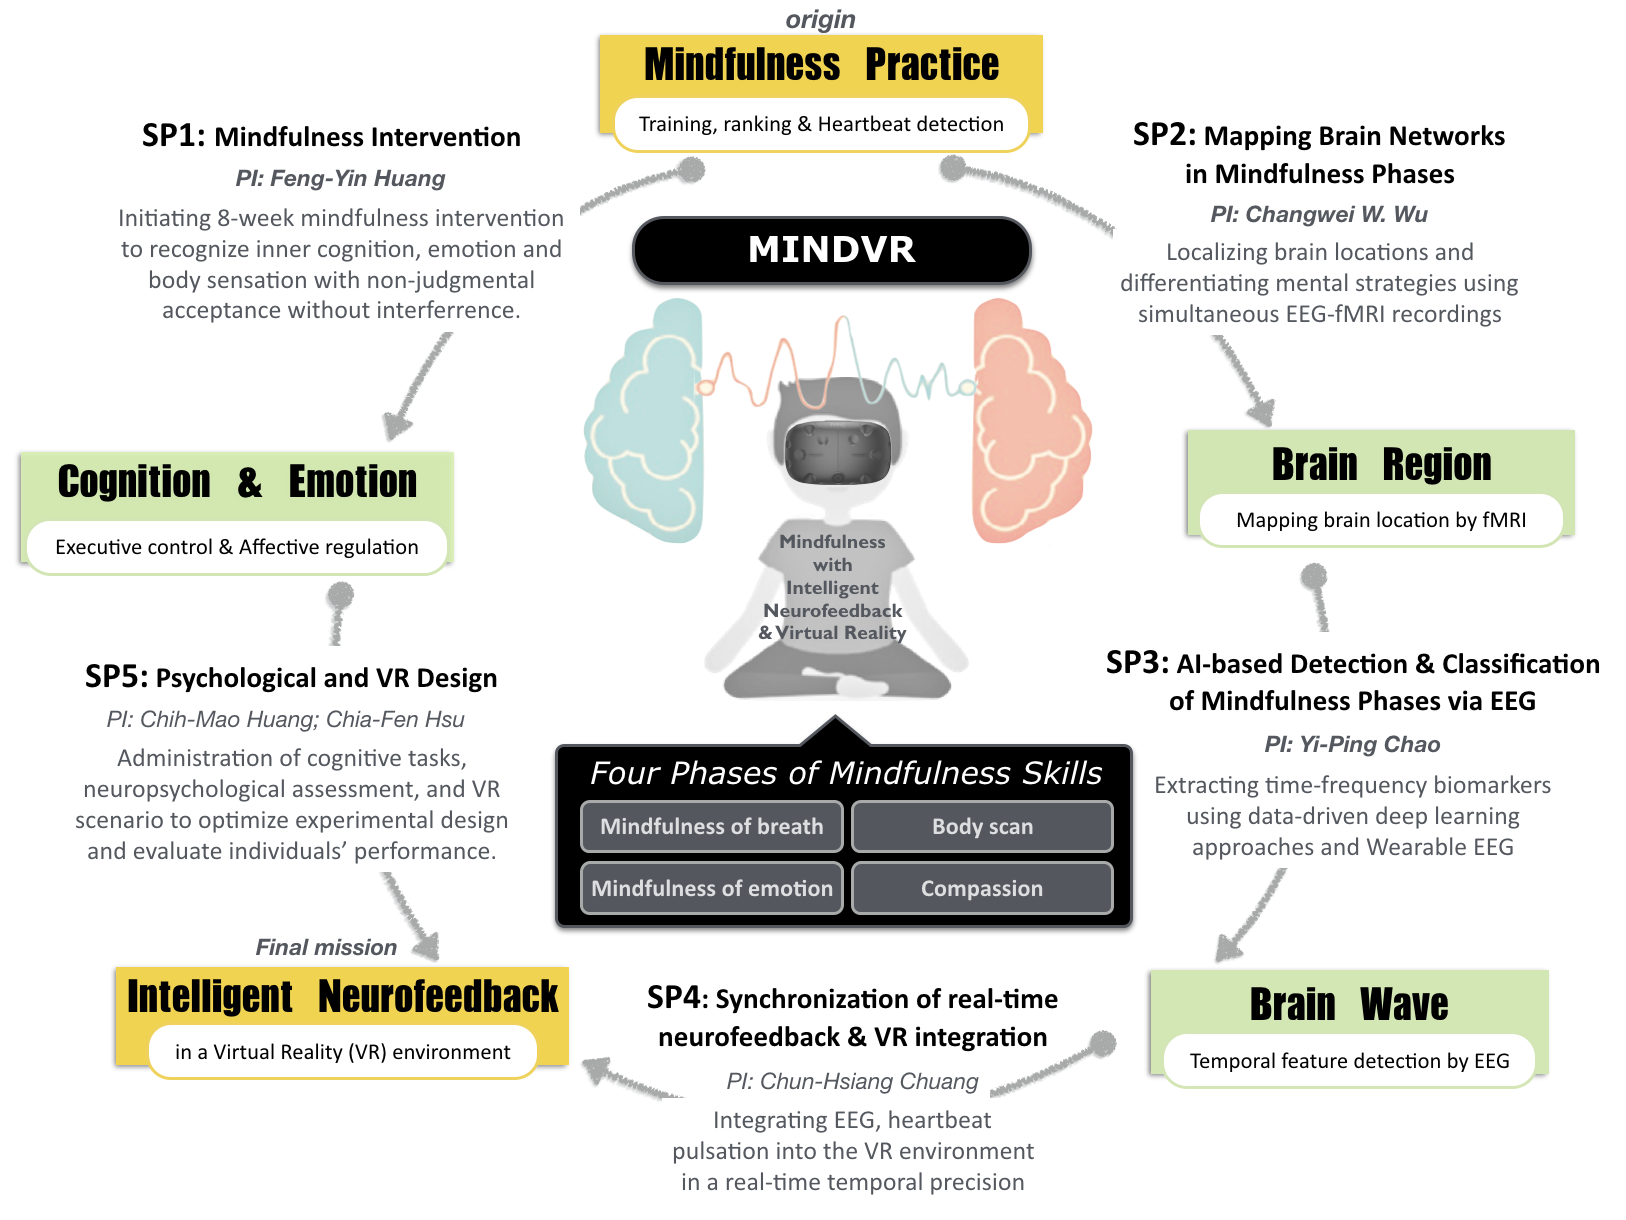 origin
Mindfulness Practice
Training, ranking & Heartbeat detection
SP1: Mindfulness Intervention
PI: Feng-Yin Huang
Initiating 8-week mindfulness intervention
to recognize inner cognition, emotion and
body sensation with non-judgmental
acceptance without interferrence.
SP2: Mapping Brain Networks
in Mindfulness Phases
PI: Changwei W. Wu
Localizing brain locations and
differentiating mental strategies using
simultaneous EEG-fMRI recordings
MINDVR
Mindfulness
with
Intelligent
Neurofeedback
& Virtual Reality
Cognition & Emotion
Executive control & Affective regulation
Brain Region
Mapping brain location by fMRI
SP5: Psychological and VR Design
PI: Chih-Mao Huang; Chia-Fen Hsu
Administration of cognitive tasks,
neuropsychological assessment, and VR
scenario to optimize experimental design
and evaluate individuals’ performance.
SP3: AI-based Detection & Classification
of Mindfulness Phases via EEG
PI: Yi-Ping Chao
Extracting time-frequency biomarkers
using data-driven deep learning
approaches and Wearable EEG
Four Phases of Mindfulness Skills
Mindfulness of breath
Body scan
Mindfulness of emotion
Compassion
Final mission
Intelligent Neurofeedback
in a Virtual Reality (VR) environment
SP4: Synchronization of real-time
neurofeedback & VR integration
PI: Chun-Hsiang Chuang
Integrating EEG, heartbeat
pulsation into the VR environment
in a real-time temporal precision
Brain Wave
Temporal feature detection by EEG